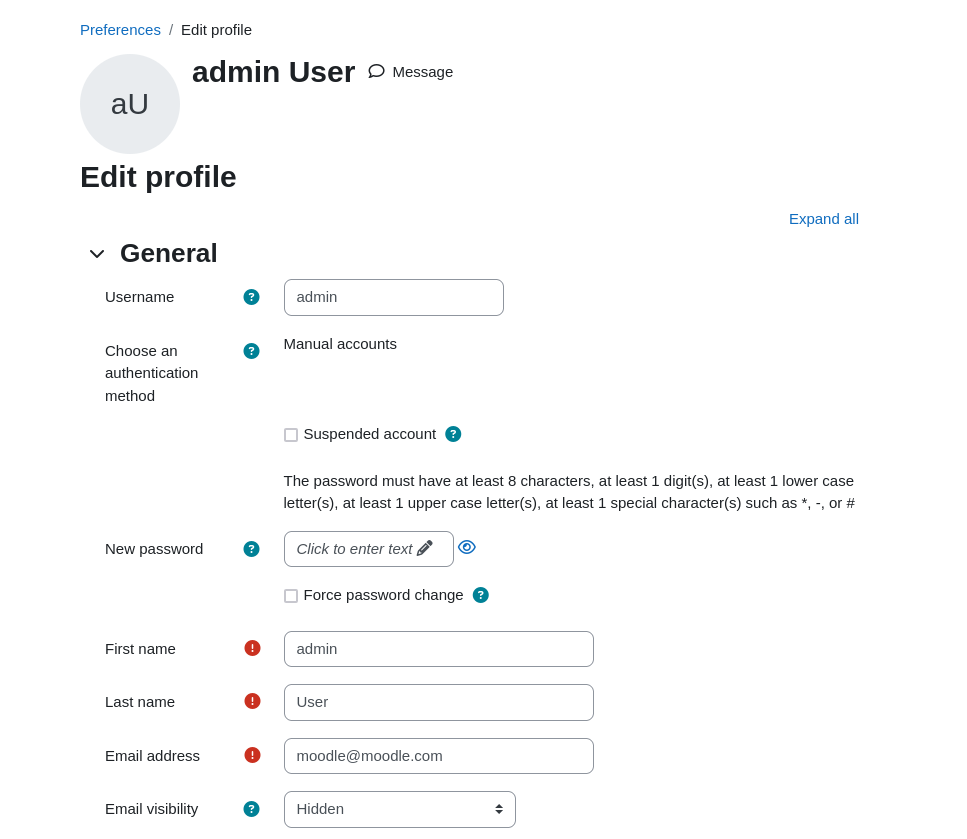 Preferences / Edit profile
aU
admin User Message
Edit profile
Expand all
General
Username ? admin
Choose an authentication method ? Manual accounts
Suspended account ?
The password must have at least 8 characters, at least 1 digit(s), at least 1 lower case
letter(s), at least 1 upper case letter(s), at least 1 special character(s) such as *, -, or #
New password ? Click to enter text
Force password change ?
First name ! admin
Last name ! User
Email address ! moodle@moodle.com
Email visibility ? Hidden